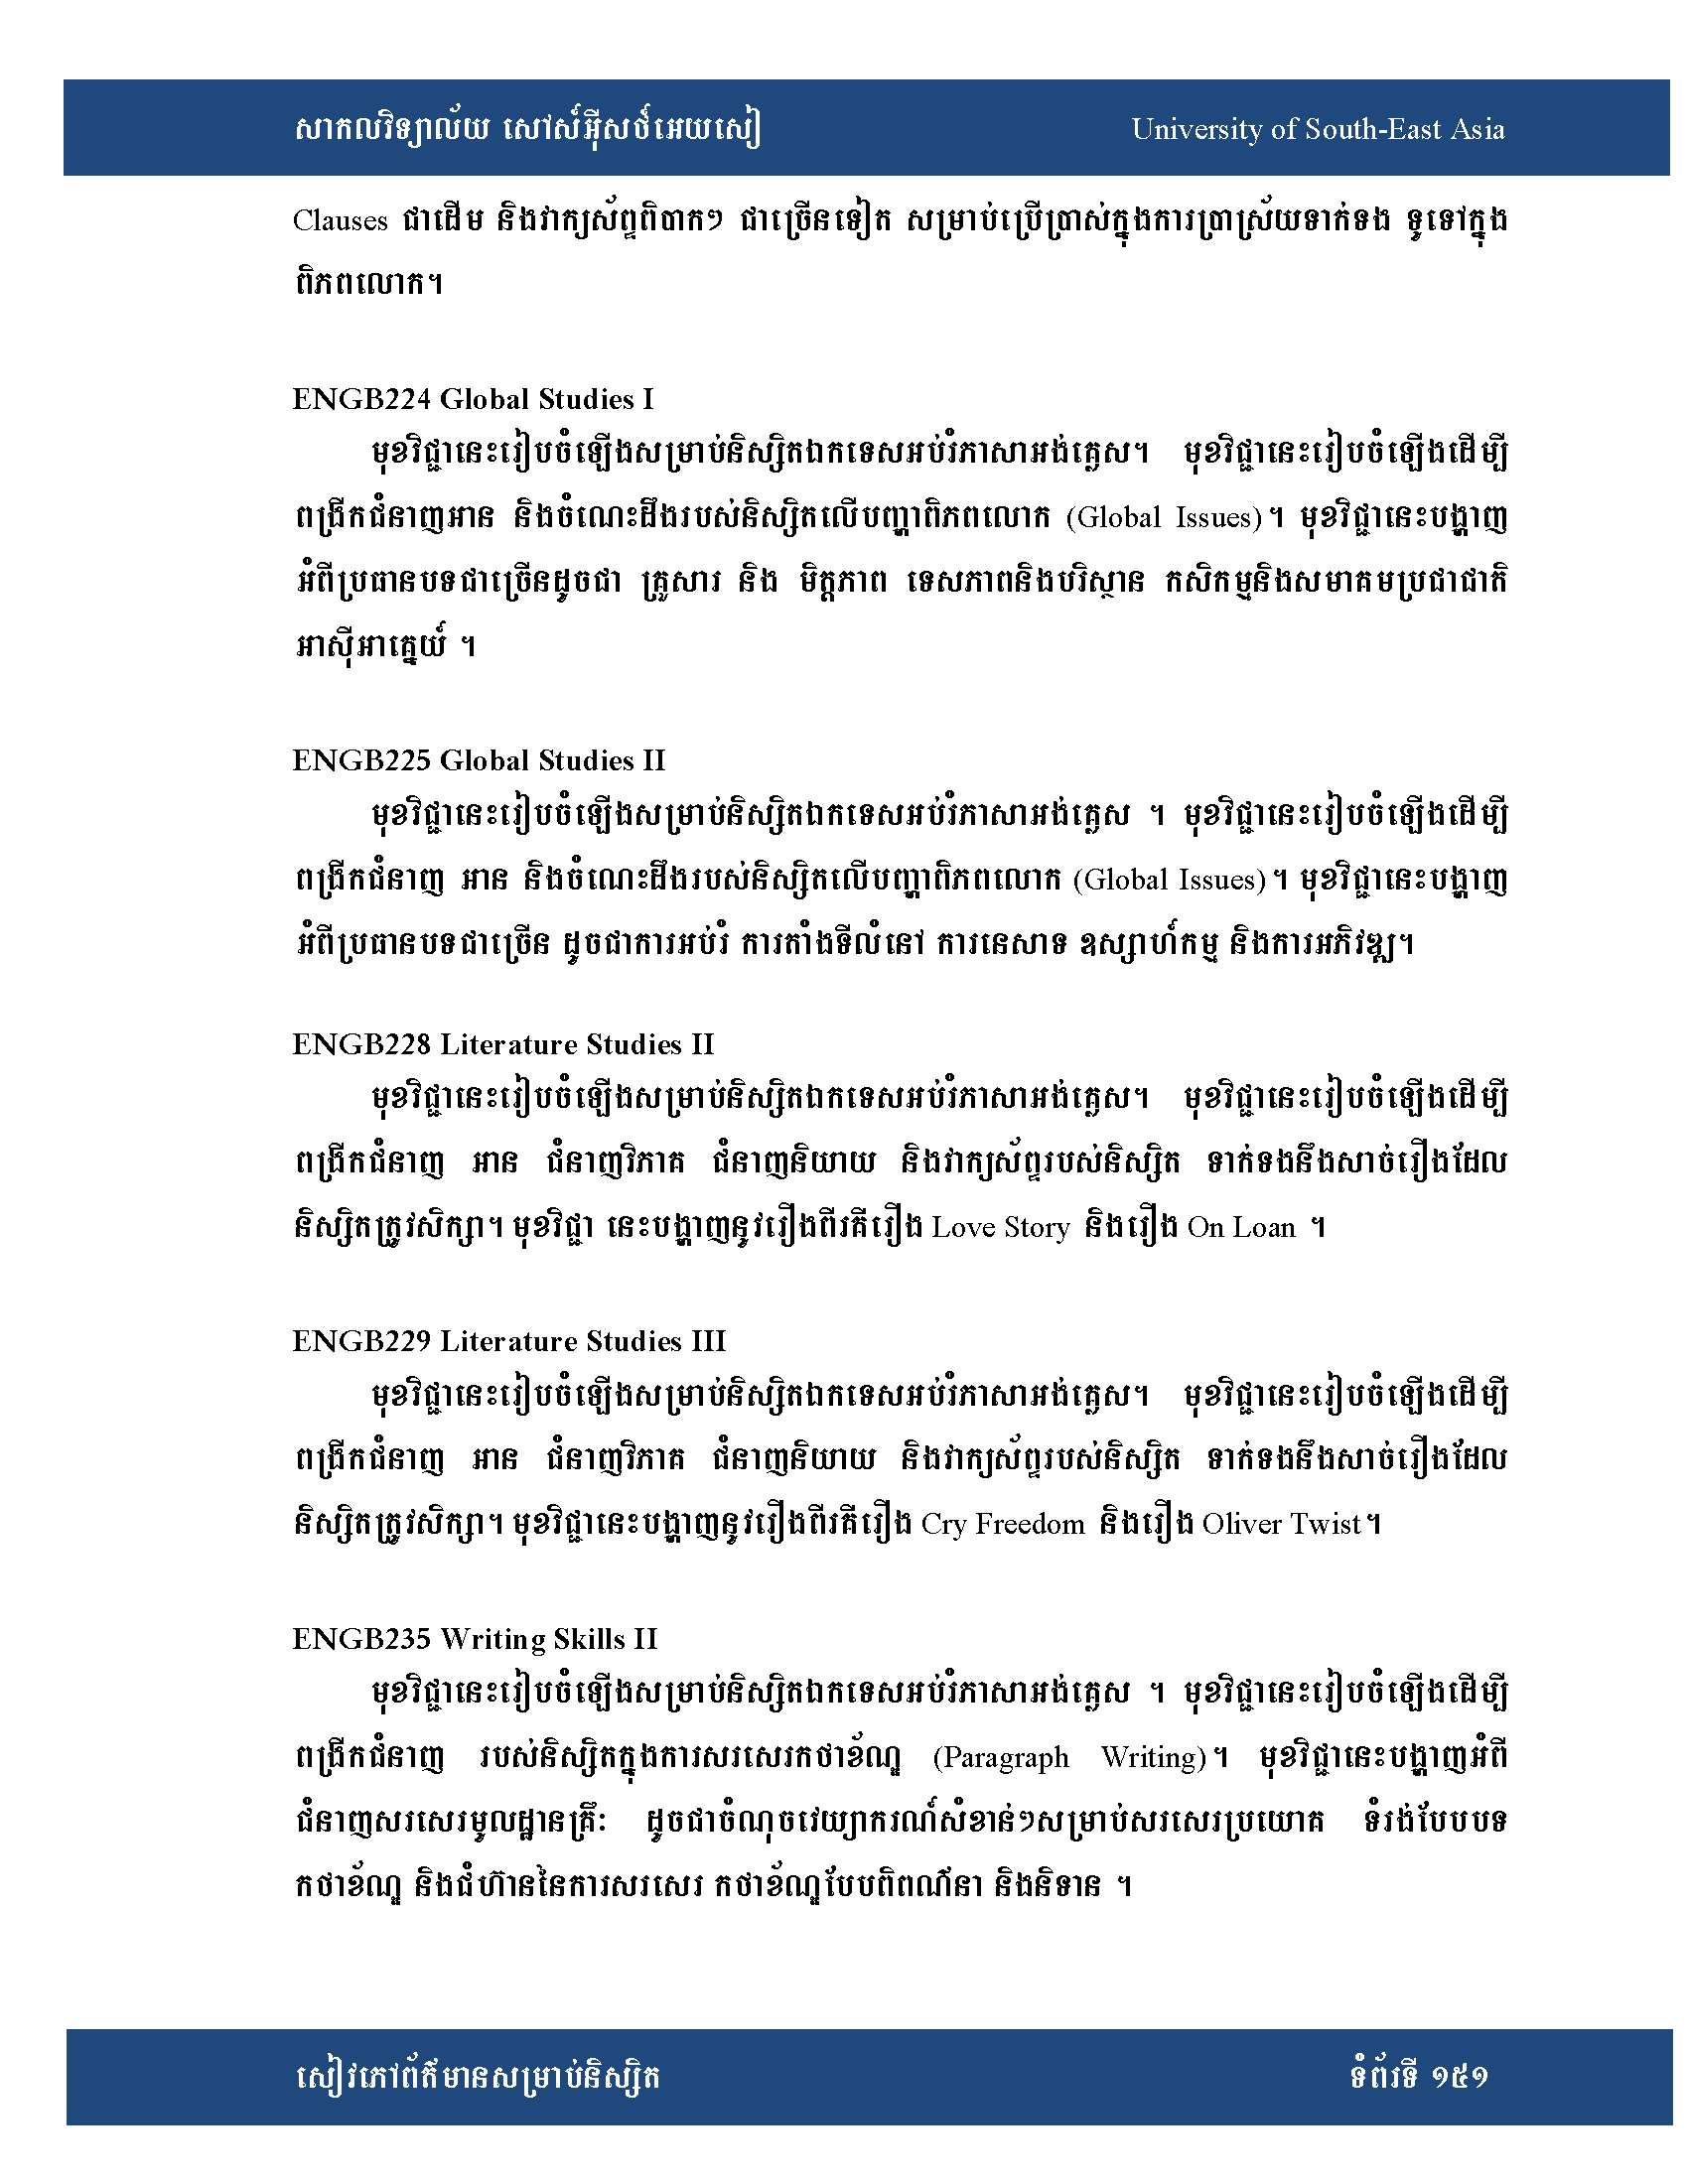 សាកលវិទ្យាល័យ សៅស៍អ៊ីសថ៍អេយសៀ University of South-East Asia
Clauses ជាដើម និងវាក្យស័ព្ទពិបាកៗ ជាច្រើនទៀត សម្រាប់ប្រើប្រាស់ក្នុងការប្រាស្រ័យទាក់ទង ទូទៅក្នុង
ពិភពលោក។
ENGB224 Global Studies I
មុខវិជ្ជានេះរៀបចំឡើងសម្រាប់និស្សិតឯកទេសអប់រំភាសាអង់គ្លេស។ មុខវិជ្ជានេះរៀបចំឡើងដើម្បី
ពង្រីកជំនាញអាន និងចំណេះដឹងរបស់និស្សិតលើបញ្ហាពិភពលោក (Global Issues)។ មុខវិជ្ជានេះបង្ហាញ
អំពីប្រធានបទជាច្រើនដូចជា គ្រួសារ និង មិត្តភាព ទេសភាពនិងបរិស្ថាន កសិកម្មនិងសមាគមប្រជាជាតិ
អាស៊ីអាគ្នេយ៍ ។
ENGB225 Global Studies II
មុខវិជ្ជានេះរៀបចំឡើងសម្រាប់និស្សិតឯកទេសអប់រំភាសាអង់គ្លេស ។ មុខវិជ្ជានេះរៀបចំឡើងដើម្បី
ពង្រីកជំនាញ អាន និងចំណេះដឹងរបស់និស្សិតលើបញ្ហាពិភពលោក (Global Issues)។ មុខវិជ្ជានេះបង្ហាញ
អំពីប្រធានបទជាច្រើន ដូចជាការអប់រំ ការតាំងទីលំនៅ ការនេសាទ ឧស្សាហ៍កម្ម និងការអភិវឌ្ឍ។
ENGB228 Literature Studies II
មុខវិជ្ជានេះរៀបចំឡើងសម្រាប់និស្សិតឯកទេសអប់រំភាសាអង់គ្លេស។ មុខវិជ្ជានេះរៀបចំឡើងដើម្បី
ពង្រីកជំនាញ អាន ជំនាញវិភាគ ជំនាញនិយាយ និងវាក្យស័ព្ទរបស់និស្សិត ទាក់ទងនឹងសាច់រឿងដែល
និស្សិតត្រូវសិក្សា។ មុខវិជ្ជា នេះបង្ហាញនូវរឿងពីរគឺរឿង Love Story និងរឿង On Loan ។
ENGB229 Literature Studies III
មុខវិជ្ជានេះរៀបចំឡើងសម្រាប់និស្សិតឯកទេសអប់រំភាសាអង់គ្លេស។ មុខវិជ្ជានេះរៀបចំឡើងដើម្បី
ពង្រីកជំនាញ អាន ជំនាញវិភាគ ជំនាញនិយាយ និងវាក្យស័ព្ទរបស់និស្សិត ទាក់ទងនឹងសាច់រឿងដែល
និស្សិតត្រូវសិក្សា។ មុខវិជ្ជានេះបង្ហាញនូវរឿងពីរគឺរឿង Cry Freedom និងរឿង Oliver Twist។
ENGB235 Writing Skills II
មុខវិជ្ជានេះរៀបចំឡើងសម្រាប់និស្សិតឯកទេសអប់រំភាសាអង់គ្លេស ។ មុខវិជ្ជានេះរៀបចំឡើងដើម្បី
ពង្រីកជំនាញ របស់និស្សិតក្នុងការសរសេរកថាខ័ណ្ឌ (Paragraph Writing)។ មុខវិជ្ជានេះបង្ហាញអំពី
ជំនាញសរសេរមូលដ្ឋានគ្រឹះ ដូចជាចំណុចវេយ្យាករណ៍សំខាន់ៗសម្រាប់សរសេរប្រយោគ ទំរង់បែបបទ
កថាខ័ណ្ឌ និងជំហ៊ាននៃការសរសេរ កថាខ័ណ្ឌបែបពិពណ៌នា និងនិទាន ។
សៀវភៅព័ត៌មានសម្រាប់និស្សិត ទំព័រទី ១៥១